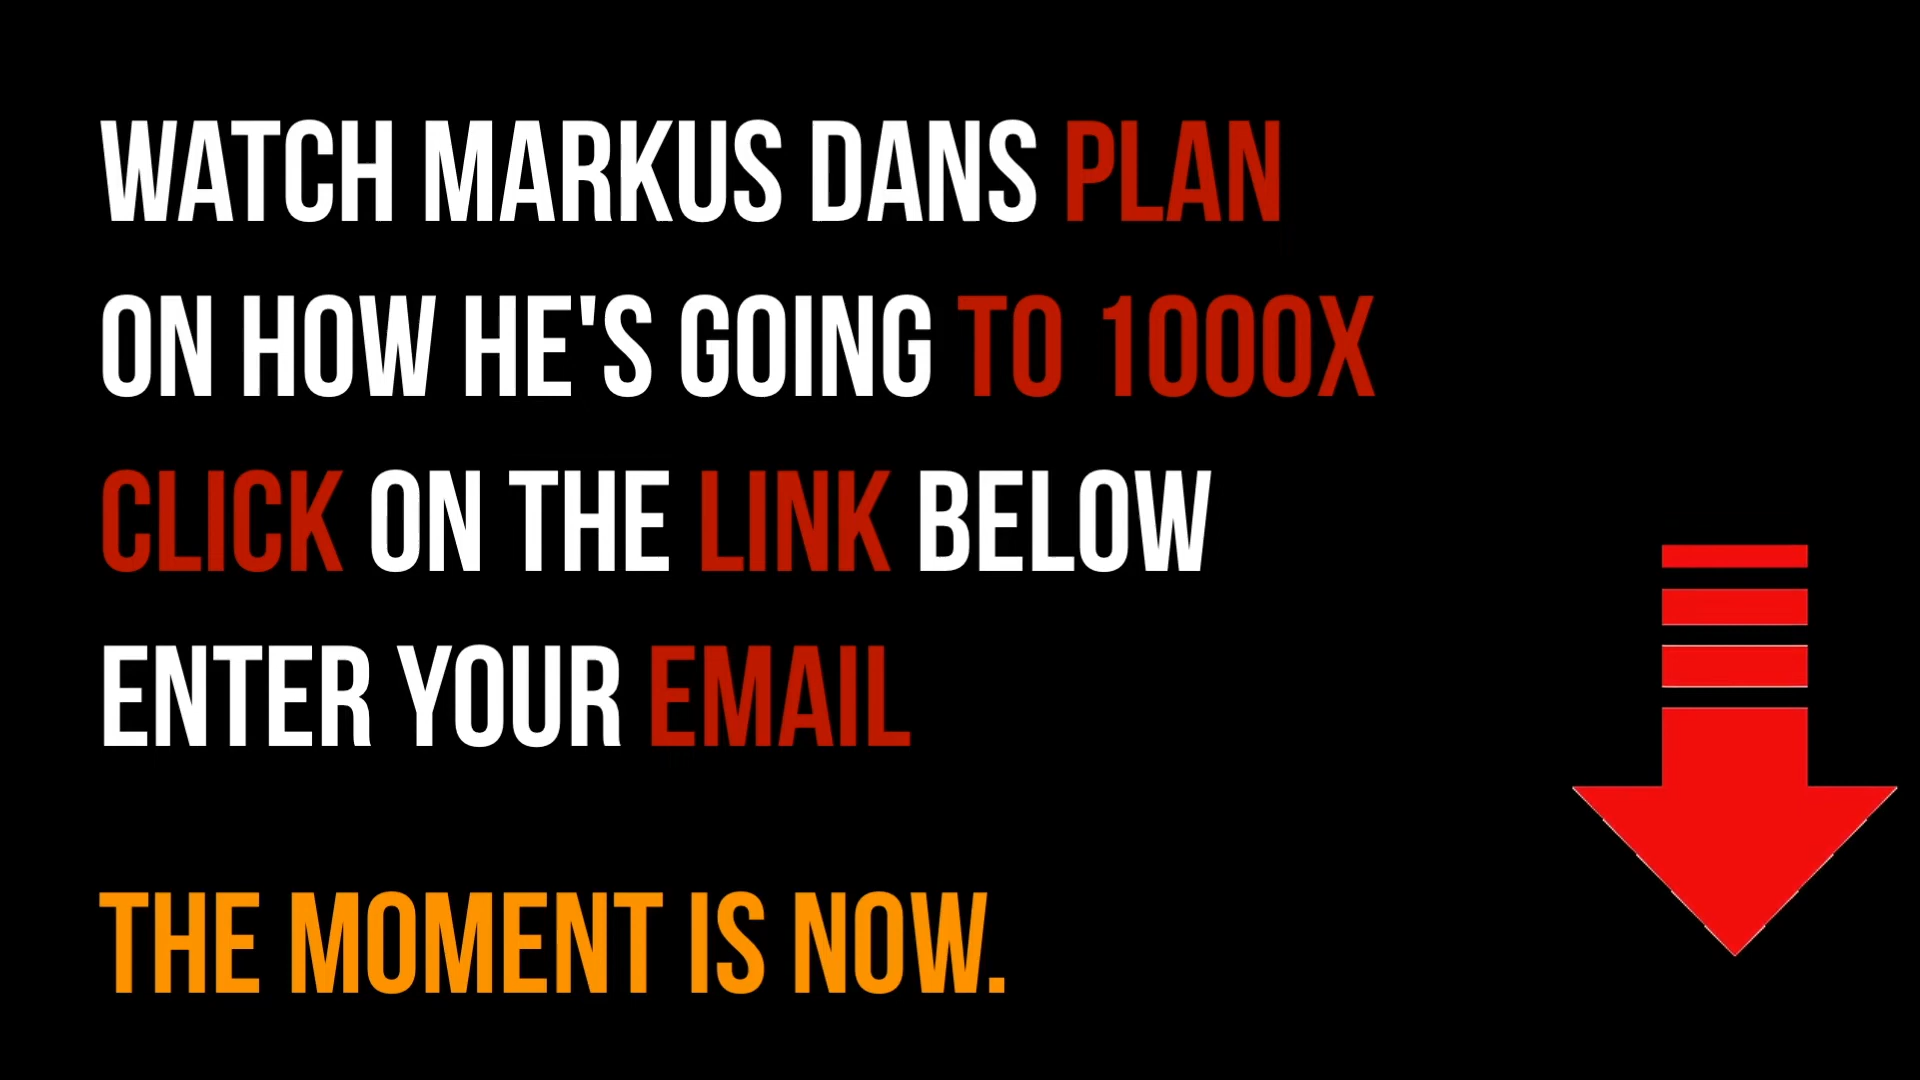 WATCH MARKUS DANS PLAN
ON HOW HE'S GOING TO 1000X
CLICK ON THE LINK BELOW
ENTER YOUR EMAIL
THE MOMENT IS NOW.